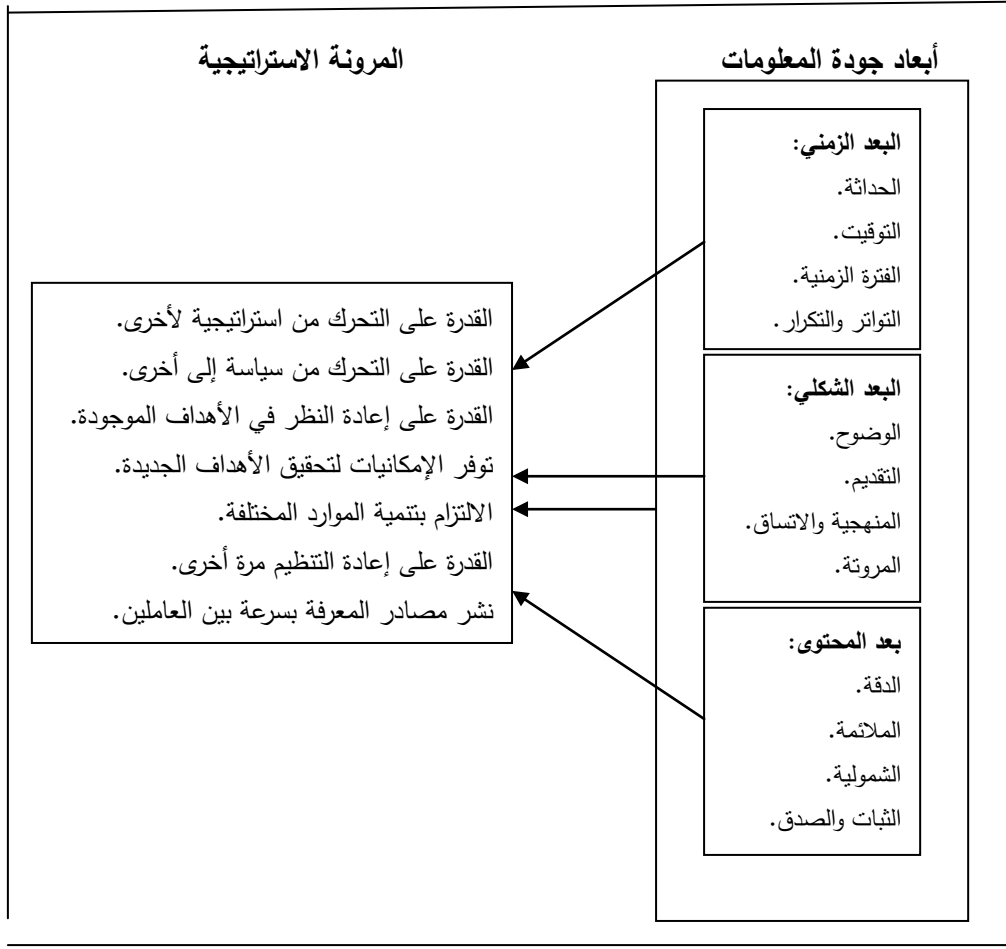 أبعاد جودة المعلومات
المرونة الاستراتيجية
البعد الزمني:
الحداثة.
التوقيت.
الفترة الزمنية.
التواتر والتكرار.
البعد الشكلي:
الوضوح.
التقديم.
المنهجية والاتساق.
المروتة.
بعد المحتوى:
الدقة.
الملائمة.
الشمولية.
الثبات والصدق.
القدرة على التحرك من استراتيجية لأخرى.
القدرة على التحرك من سياسة إلى أخرى.
القدرة على إعادة النظر في الأهداف الموجودة.
توفر الإمكانيات لتحقيق الأهداف الجديدة.
الالتزام بتنمية الموارد المختلفة.
القدرة على إعادة التنظيم مرة أخرى.
نشر مصادر المعرفة بسرعة بين العاملين.